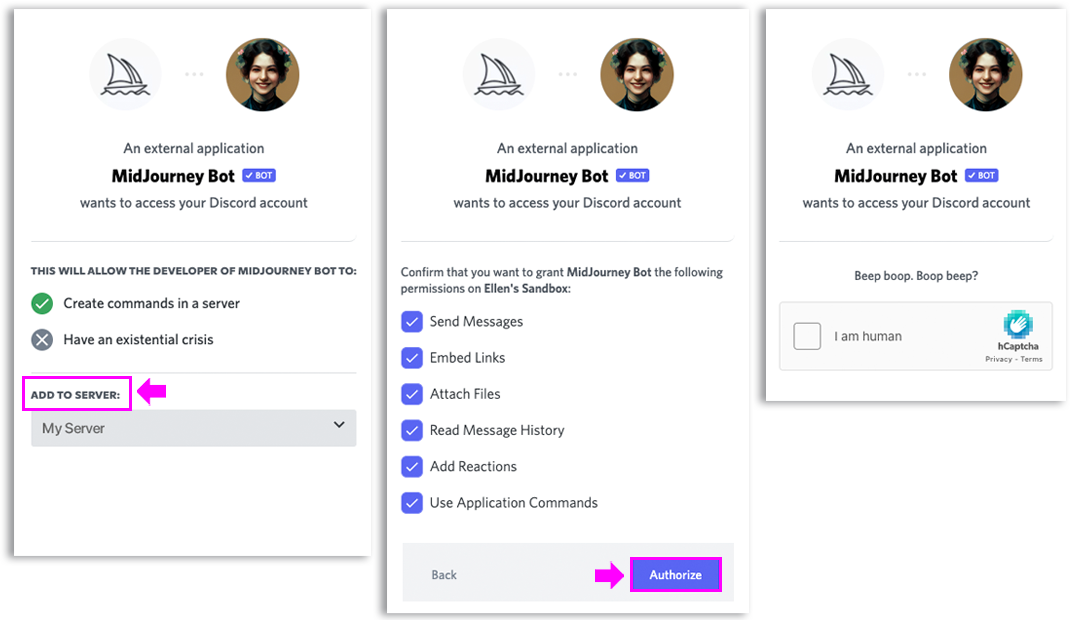 An external application
MidJourney Bot ✓ BOT
wants to access your Discord account
THIS WILL ALLOW THE DEVELOPER OF MIDJOURNEY BOT TO:
Create commands in a server
Have an existential crisis
ADD TO SERVER:
My Server
An external application
MidJourney Bot ✓ BOT
wants to access your Discord account
Confirm that you want to grant MidJourney Bot the following
permissions on Ellen's Sandbox:
Send Messages
Embed Links
Attach Files
Read Message History
Add Reactions
Use Application Commands
Back
Authorize
An external application
MidJourney Bot ✓ BOT
wants to access your Discord account
Beep boop. Boop beep?
I am human
hCaptcha
Privacy - Terms